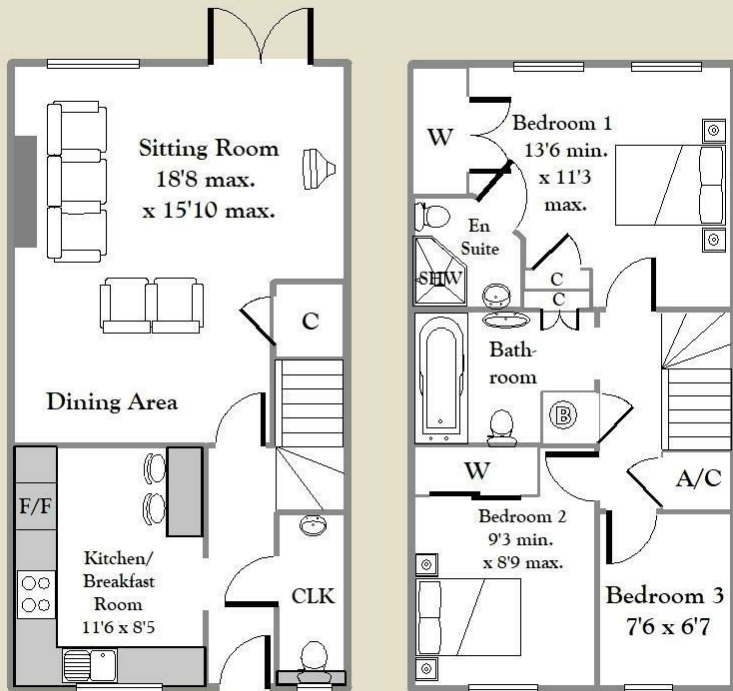 Sitting Room
18'8 max.
x 15'10 max.
C
Dining Area
F/F
Kitchen/
Breakfast
Room
11'6 x 8'5
CLK
W
Bedroom 1
13'6 min.
x 11'3
max.
En
Suite
SHW
C
C
Bath-
room
B
W
A/C
Bedroom 2
9'3 min.
x 8'9 max.
Bedroom 3
7'6 x 6'7